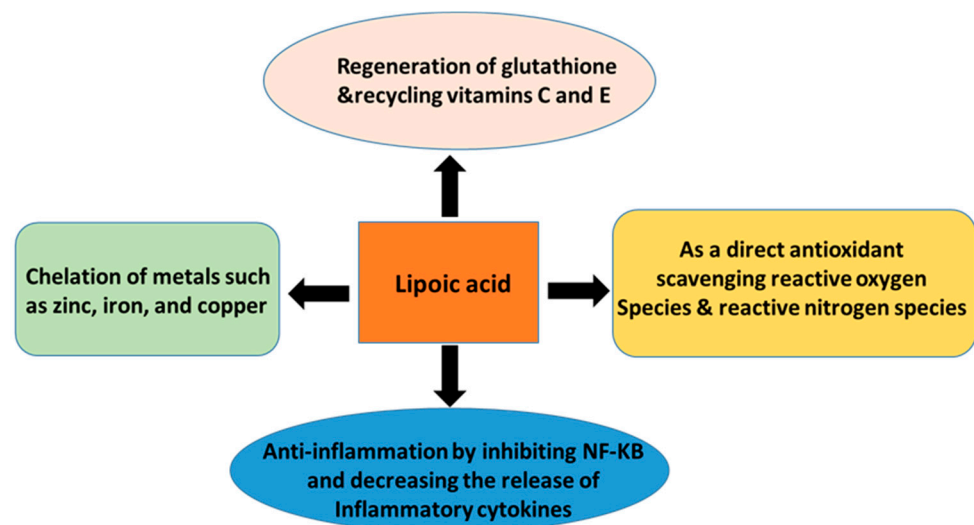 Regeneration of glutathione
&recycling vitamins C and E
Chelation of metals such
as zinc, iron, and copper
Lipoic acid
As a direct antioxidant
scavenging reactive oxygen
Species & reactive nitrogen species
Anti-inflammation by inhibiting NF-KB
and decreasing the release of
Inflammatory cytokines